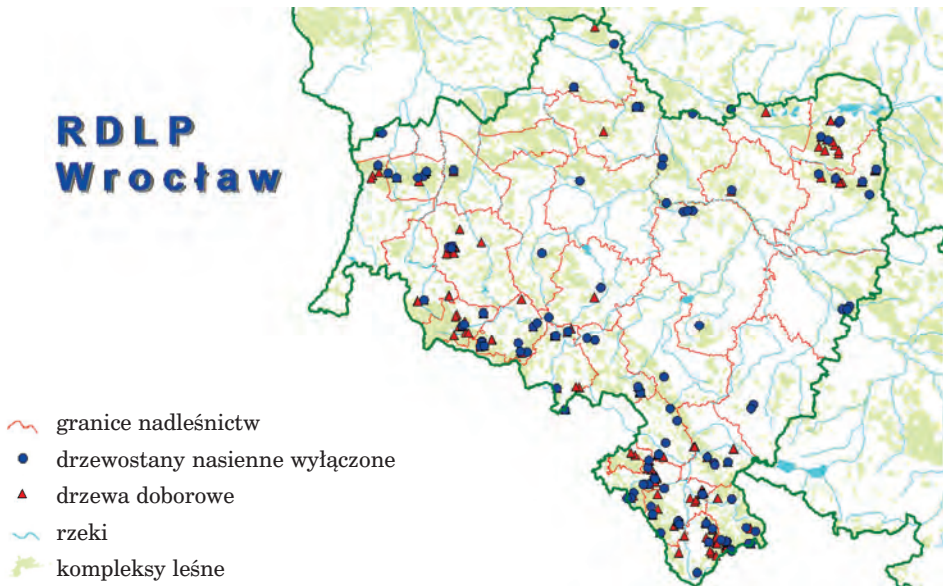 RDLP
Wrocław
granice nadleśnictw
drzewostany nasienne wyłączone
drzewa doborowe
rzeki
kompleksy leśne